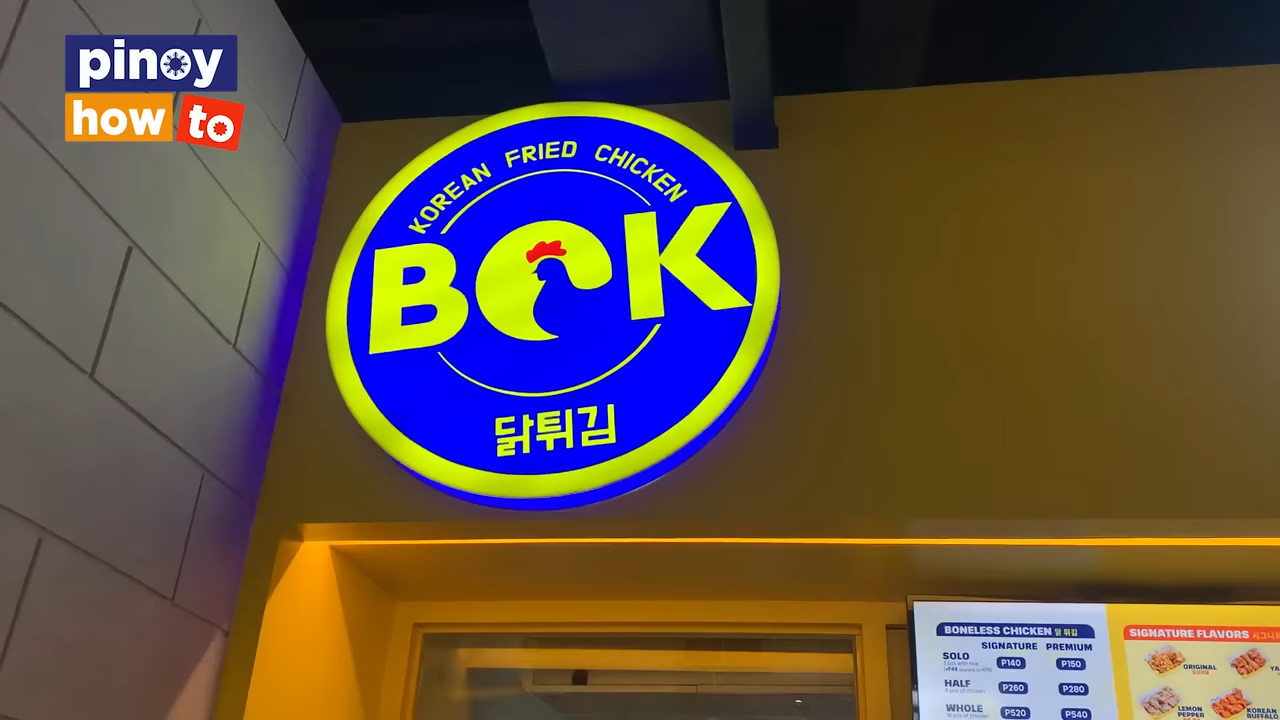 pinoy
how to
KOREAN FRIED CHICKEN
BOK
닭튀김
BONELESS CHICKEN 닭 튀김
SIGNATURE PREMIUM
SOLO P140 P150
HALF P260 P280
WHOLE P520 P540
SIGNATURE FLAVORS
ORIGINAL
LEMON
PEPPER
KOREAN
BUFFALO